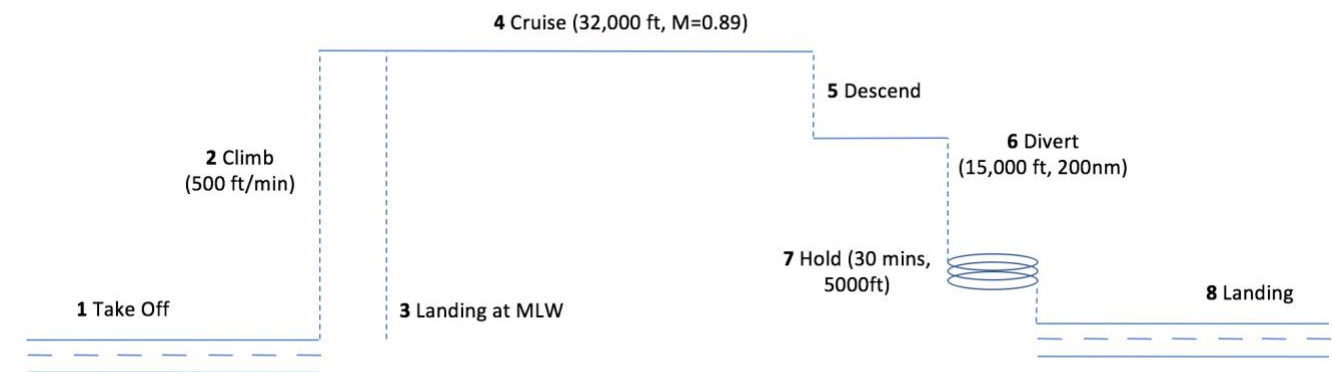 4 Cruise (32,000 ft, M=0.89)
5 Descend
6 Divert
(15,000 ft, 200nm)
2 Climb
(500 ft/min)
7 Hold (30 mins,
5000ft)
8 Landing
1 Take Off
3 Landing at MLW